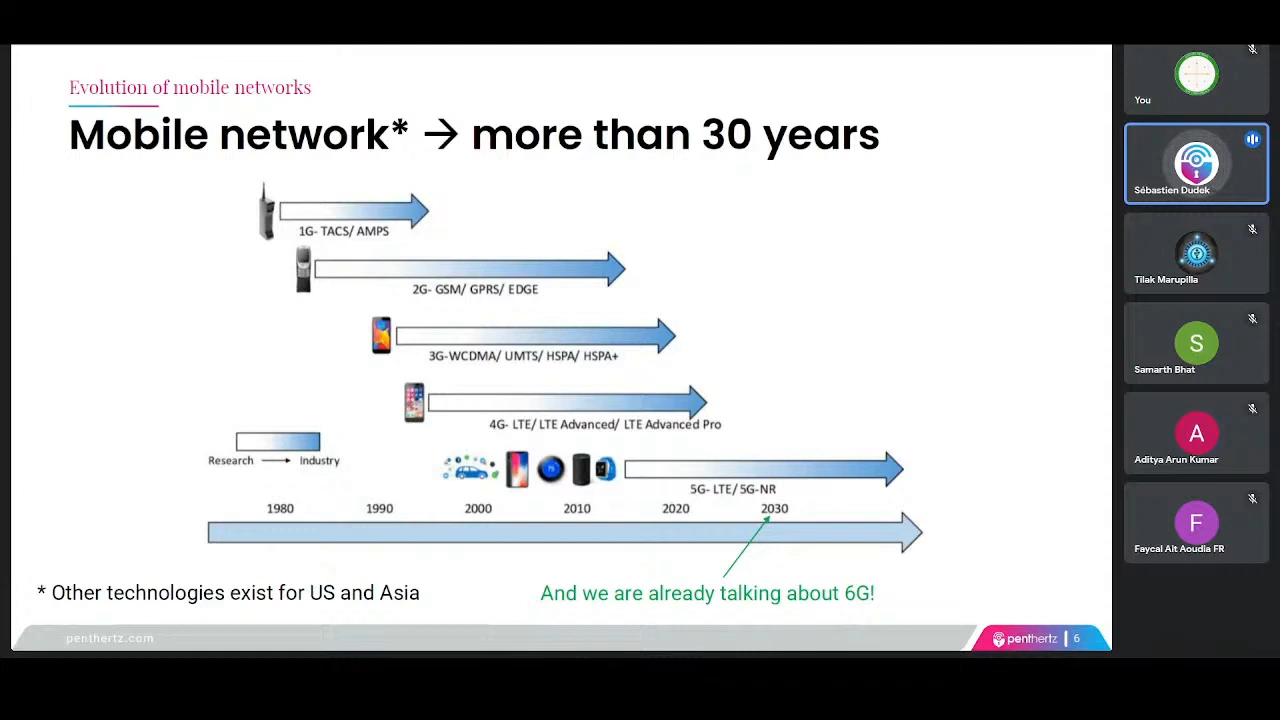 Evolution of mobile networks
Mobile network* → more than 30 years
1G- TACS/ AMPS
2G- GSM/ GPRS/ EDGE
3G-WCDMA/ UMTS/ HSPA/ HSPA+
4G- LTE/ LTE Advanced/ LTE Advanced Pro
Research → Industry
75
5G- LTE/ 5G-NR
1980 1990 2000 2010 2020 2030
* Other technologies exist for US and Asia
And we are already talking about 6G!
penthertz.com
penthertz | 6
You
Sébastien Dudek
Tilak Marupilla
S
Samarth Bhat
A
Aditya Arun Kumar
F
Faycal Ait Aoudia FR